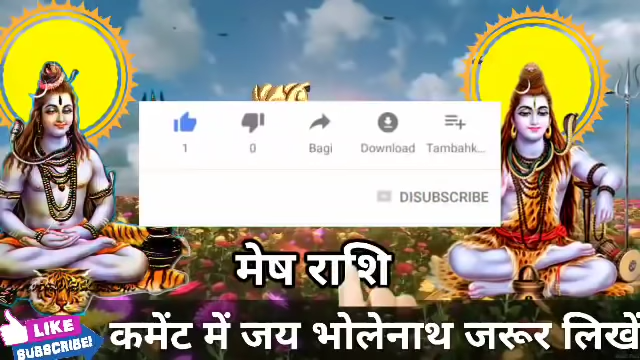 1 0 Bagi Download Tambahk...
DISUBSCRIBE
मेष राशि
LIKE
SUBSCRIBE!
कमेंट में जय भोलेनाथ जरूर लिखें